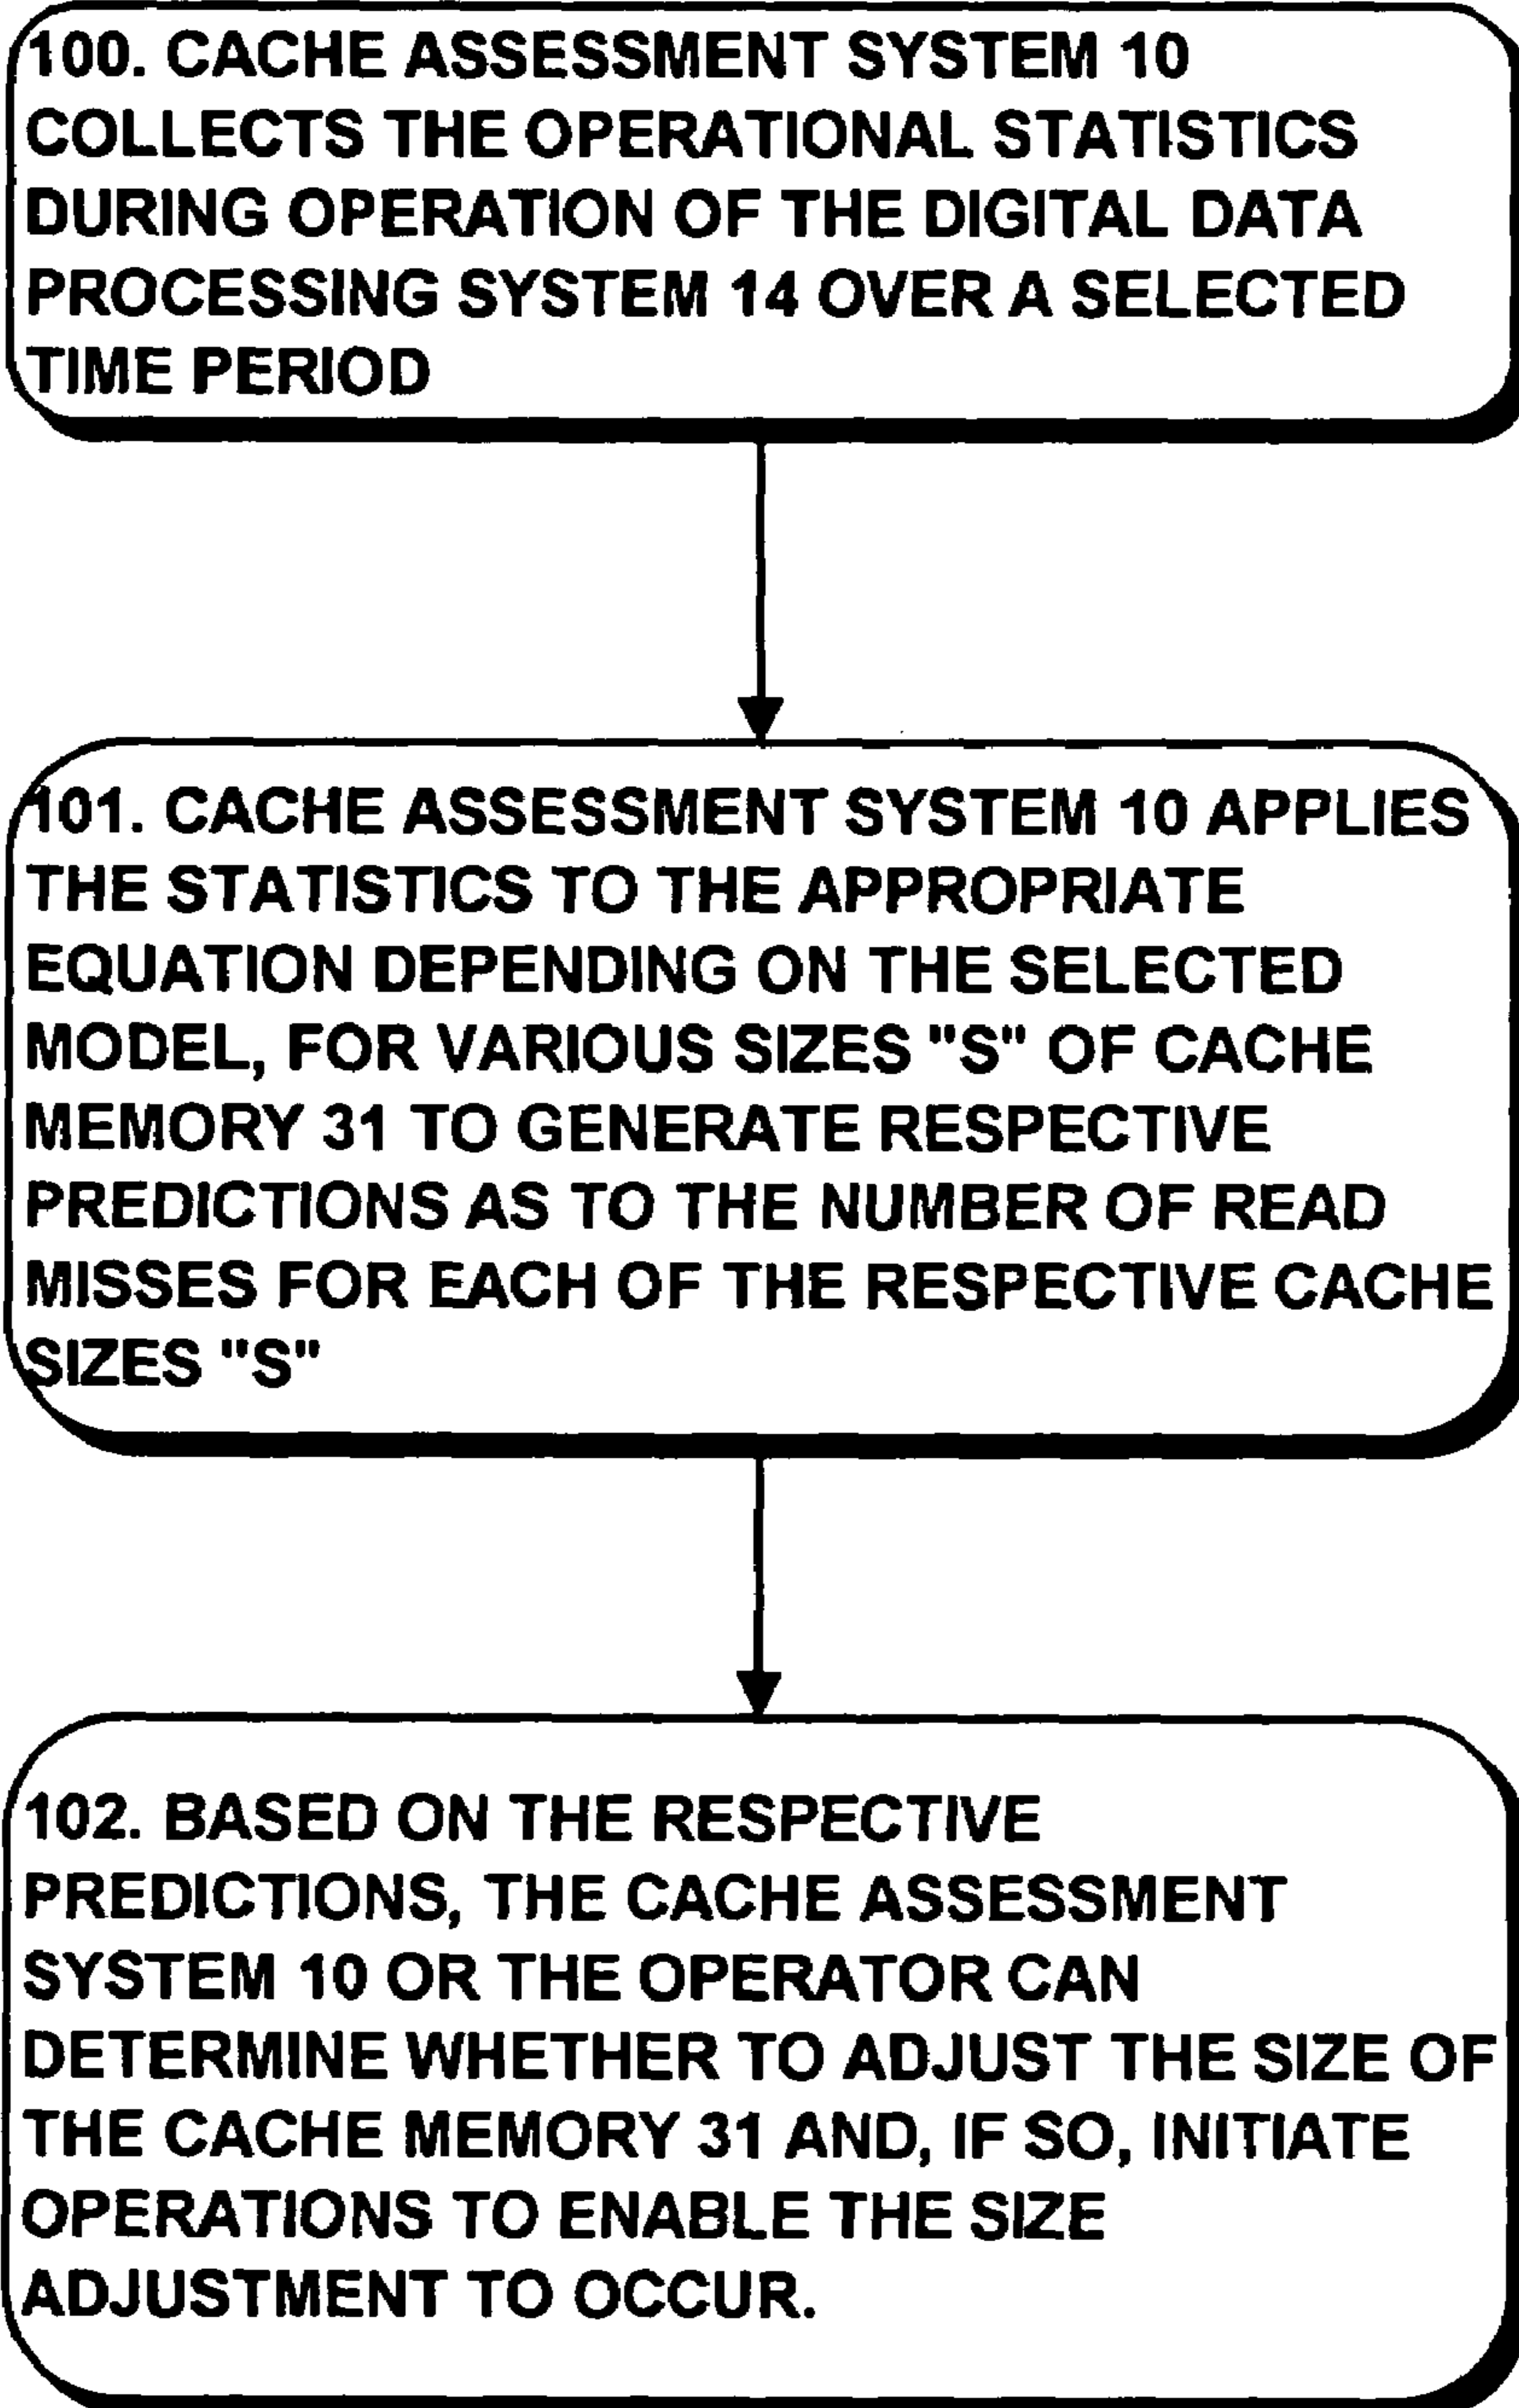 100. CACHE ASSESSMENT SYSTEM 10
COLLECTS THE OPERATIONAL STATISTICS
DURING OPERATION OF THE DIGITAL DATA
PROCESSING SYSTEM 14 OVER A SELECTED
TIME PERIOD
101. CACHE ASSESSMENT SYSTEM 10 APPLIES
THE STATISTICS TO THE APPROPRIATE
EQUATION DEPENDING ON THE SELECTED
MODEL, FOR VARIOUS SIZES "S" OF CACHE
MEMORY 31 TO GENERATE RESPECTIVE
PREDICTIONS AS TO THE NUMBER OF READ
MISSES FOR EACH OF THE RESPECTIVE CACHE
SIZES "S"
102. BASED ON THE RESPECTIVE
PREDICTIONS, THE CACHE ASSESSMENT
SYSTEM 10 OR THE OPERATOR CAN
DETERMINE WHETHER TO ADJUST THE SIZE OF
THE CACHE MEMORY 31 AND, IF SO, INITIATE
OPERATIONS TO ENABLE THE SIZE
ADJUSTMENT TO OCCUR.